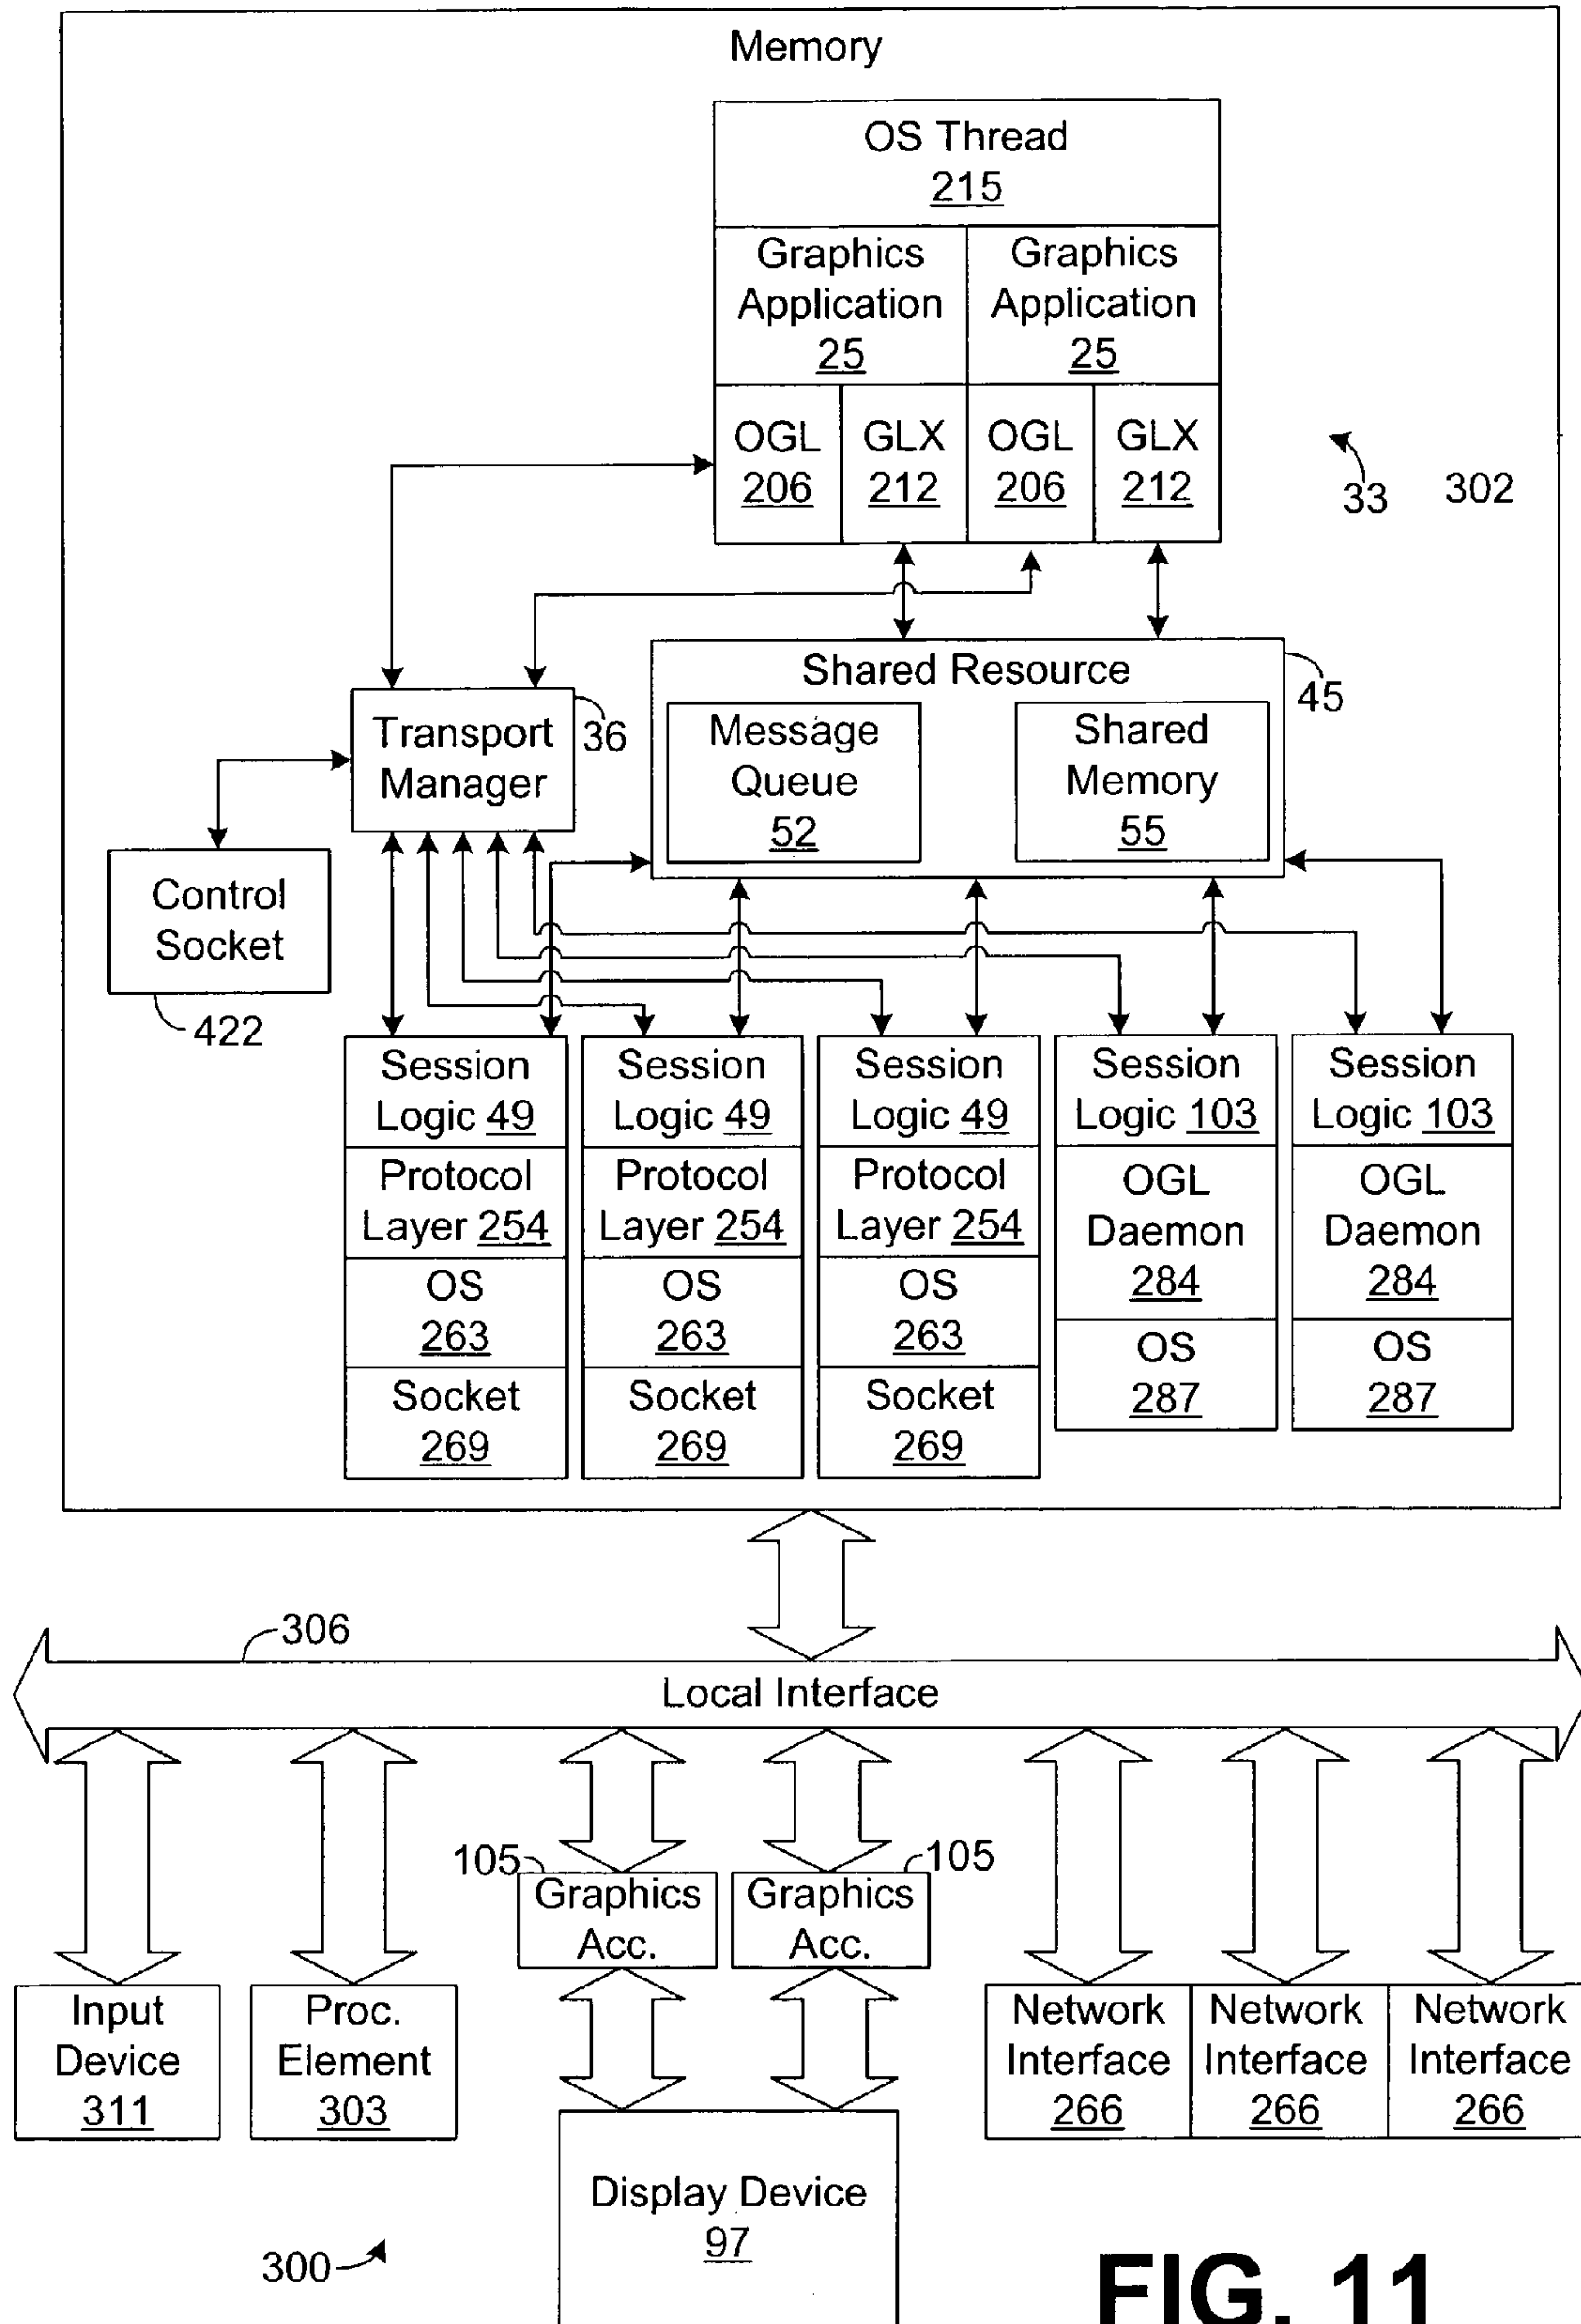 Memory
OS Thread
215
Graphics
Application
25
Graphics
Application
25
OGL
206
GLX
212
OGL
206
GLX
212
33
302
Shared Resource
45
Message
Queue
52
Shared
Memory
55
Transport
Manager
36
Control
Socket
422
Session
Logic 49
Protocol
Layer 254
OS
263
Socket
269
Session
Logic 49
Protocol
Layer 254
OS
263
Socket
269
Session
Logic 49
Protocol
Layer 254
OS
263
Socket
269
Session
Logic 103
OGL
Daemon
284
OS
287
Session
Logic 103
OGL
Daemon
284
OS
287
306
Local Interface
105
Graphics
Acc.
105
Graphics
Acc.
Input
Device
311
Proc.
Element
303
Network
Interface
266
Network
Interface
266
Network
Interface
266
Display Device
97
300
FIG. 11